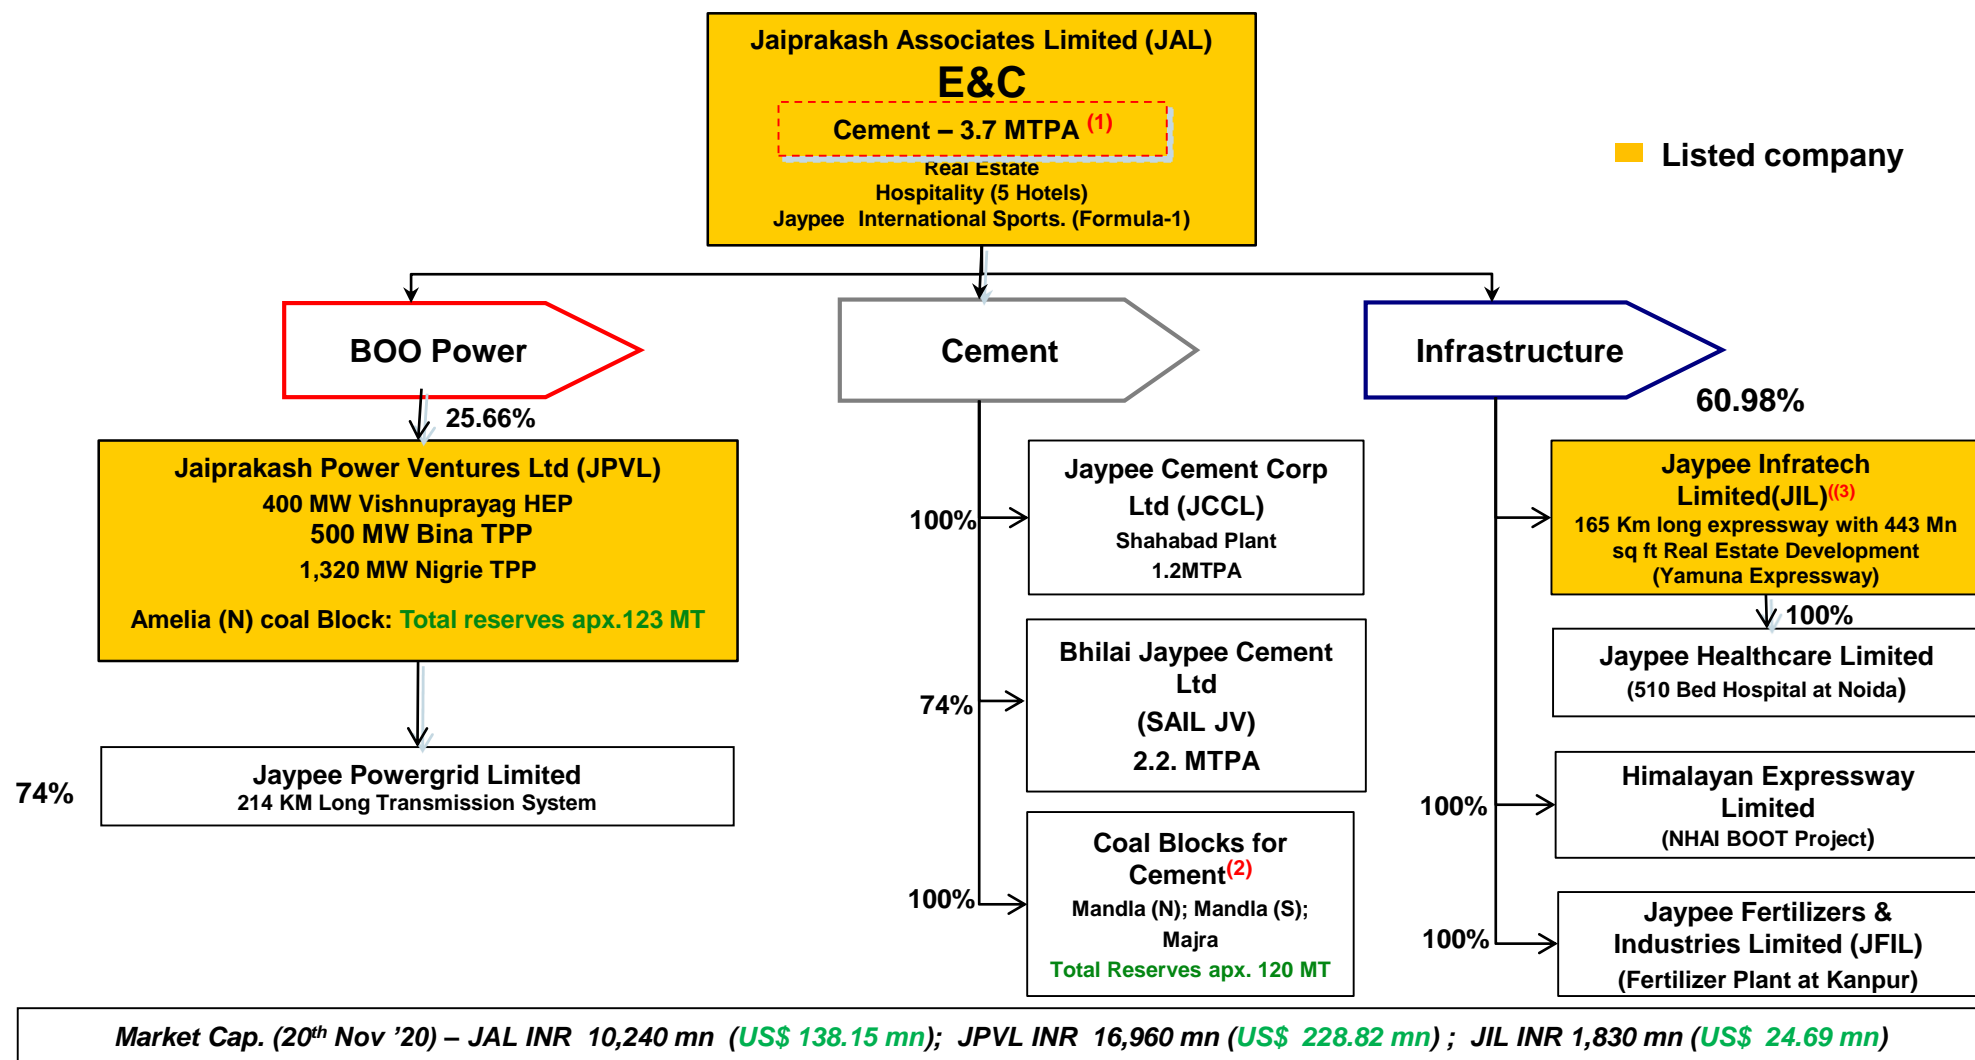 Jaiprakash Associates Limited (JAL)
E&C
Cement – 3.7 MTPA (1)
Real Estate
Hospitality (5 Hotels)
Jaypee International Sports. (Formula-1)
Listed company
BOO Power
Cement
Infrastructure
25.66%
Jaiprakash Power Ventures Ltd (JPVL)
400 MW Vishnuprayag HEP
500 MW Bina TPP
1,320 MW Nigrie TPP
Amelia (N) coal Block: Total reserves apx.123 MT
74%
Jaypee Powergrid Limited
214 KM Long Transmission System
100%
Jaypee Cement Corp
Ltd (JCCL)
Shahabad Plant
1.2MTPA
74%
Bhilai Jaypee Cement
Ltd
(SAIL JV)
2.2. MTPA
100%
Coal Blocks for
Cement(2)
Mandla (N); Mandla (S);
Majra
Total Reserves apx. 120 MT
60.98%
Jaypee Infratech
Limited(JIL)((3)
165 Km long expressway with 443 Mn
sq ft Real Estate Development
(Yamuna Expressway)
100%
Jaypee Healthcare Limited
(510 Bed Hospital at Noida)
100%
Himalayan Expressway
Limited
(NHAI BOOT Project)
100%
Jaypee Fertilizers &
Industries Limited (JFIL)
(Fertilizer Plant at Kanpur)
Market Cap. (20th Nov '20) – JAL INR 10,240 mn (US$ 138.15 mn); JPVL INR 16,960 mn (US$ 228.82 mn) ; JIL INR 1,830 mn (US$ 24.69 mn)